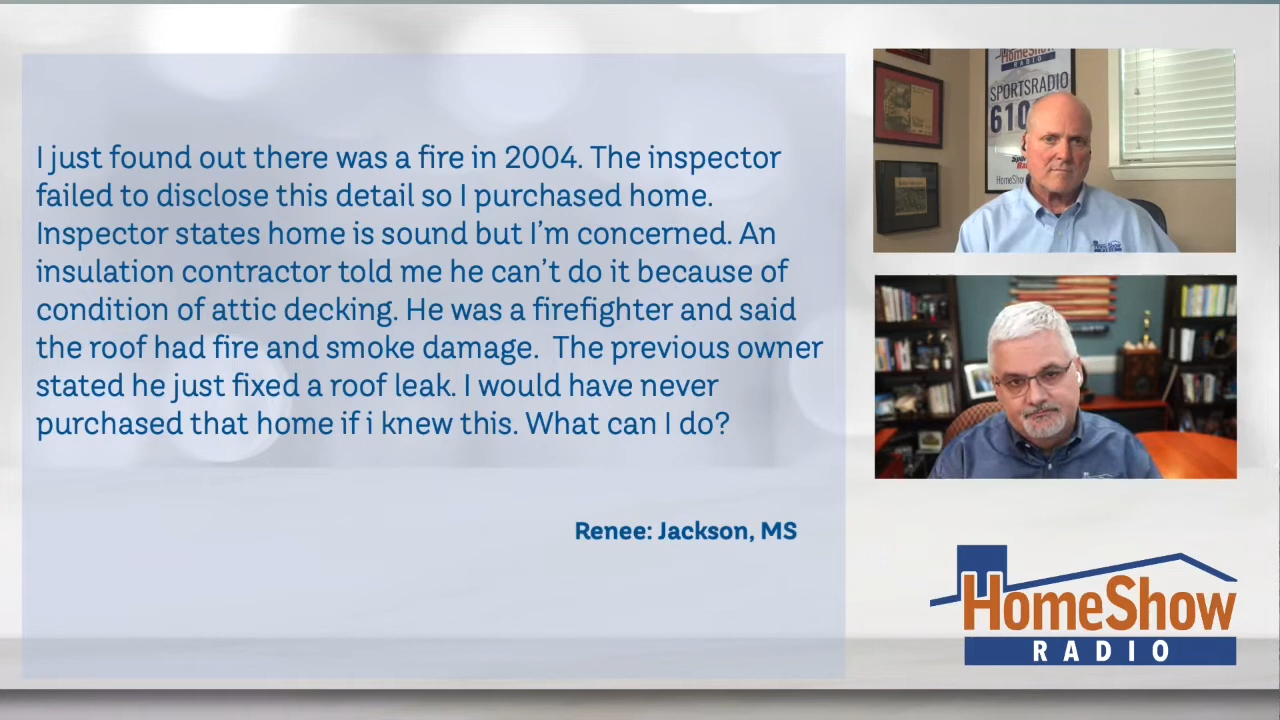 I just found out there was a fire in 2004. The inspector
failed to disclose this detail so I purchased home.
Inspector states home is sound but I’m concerned. An
insulation contractor told me he can’t do it because of
condition of attic decking. He was a firefighter and said
the roof had fire and smoke damage.  The previous owner
stated he just fixed a roof leak. I would have never
purchased that home if i knew this. What can I do?
Renee: Jackson, MS
HomeShow
RADIO
SPORTSRADIO
610
HomeShow
RADIO